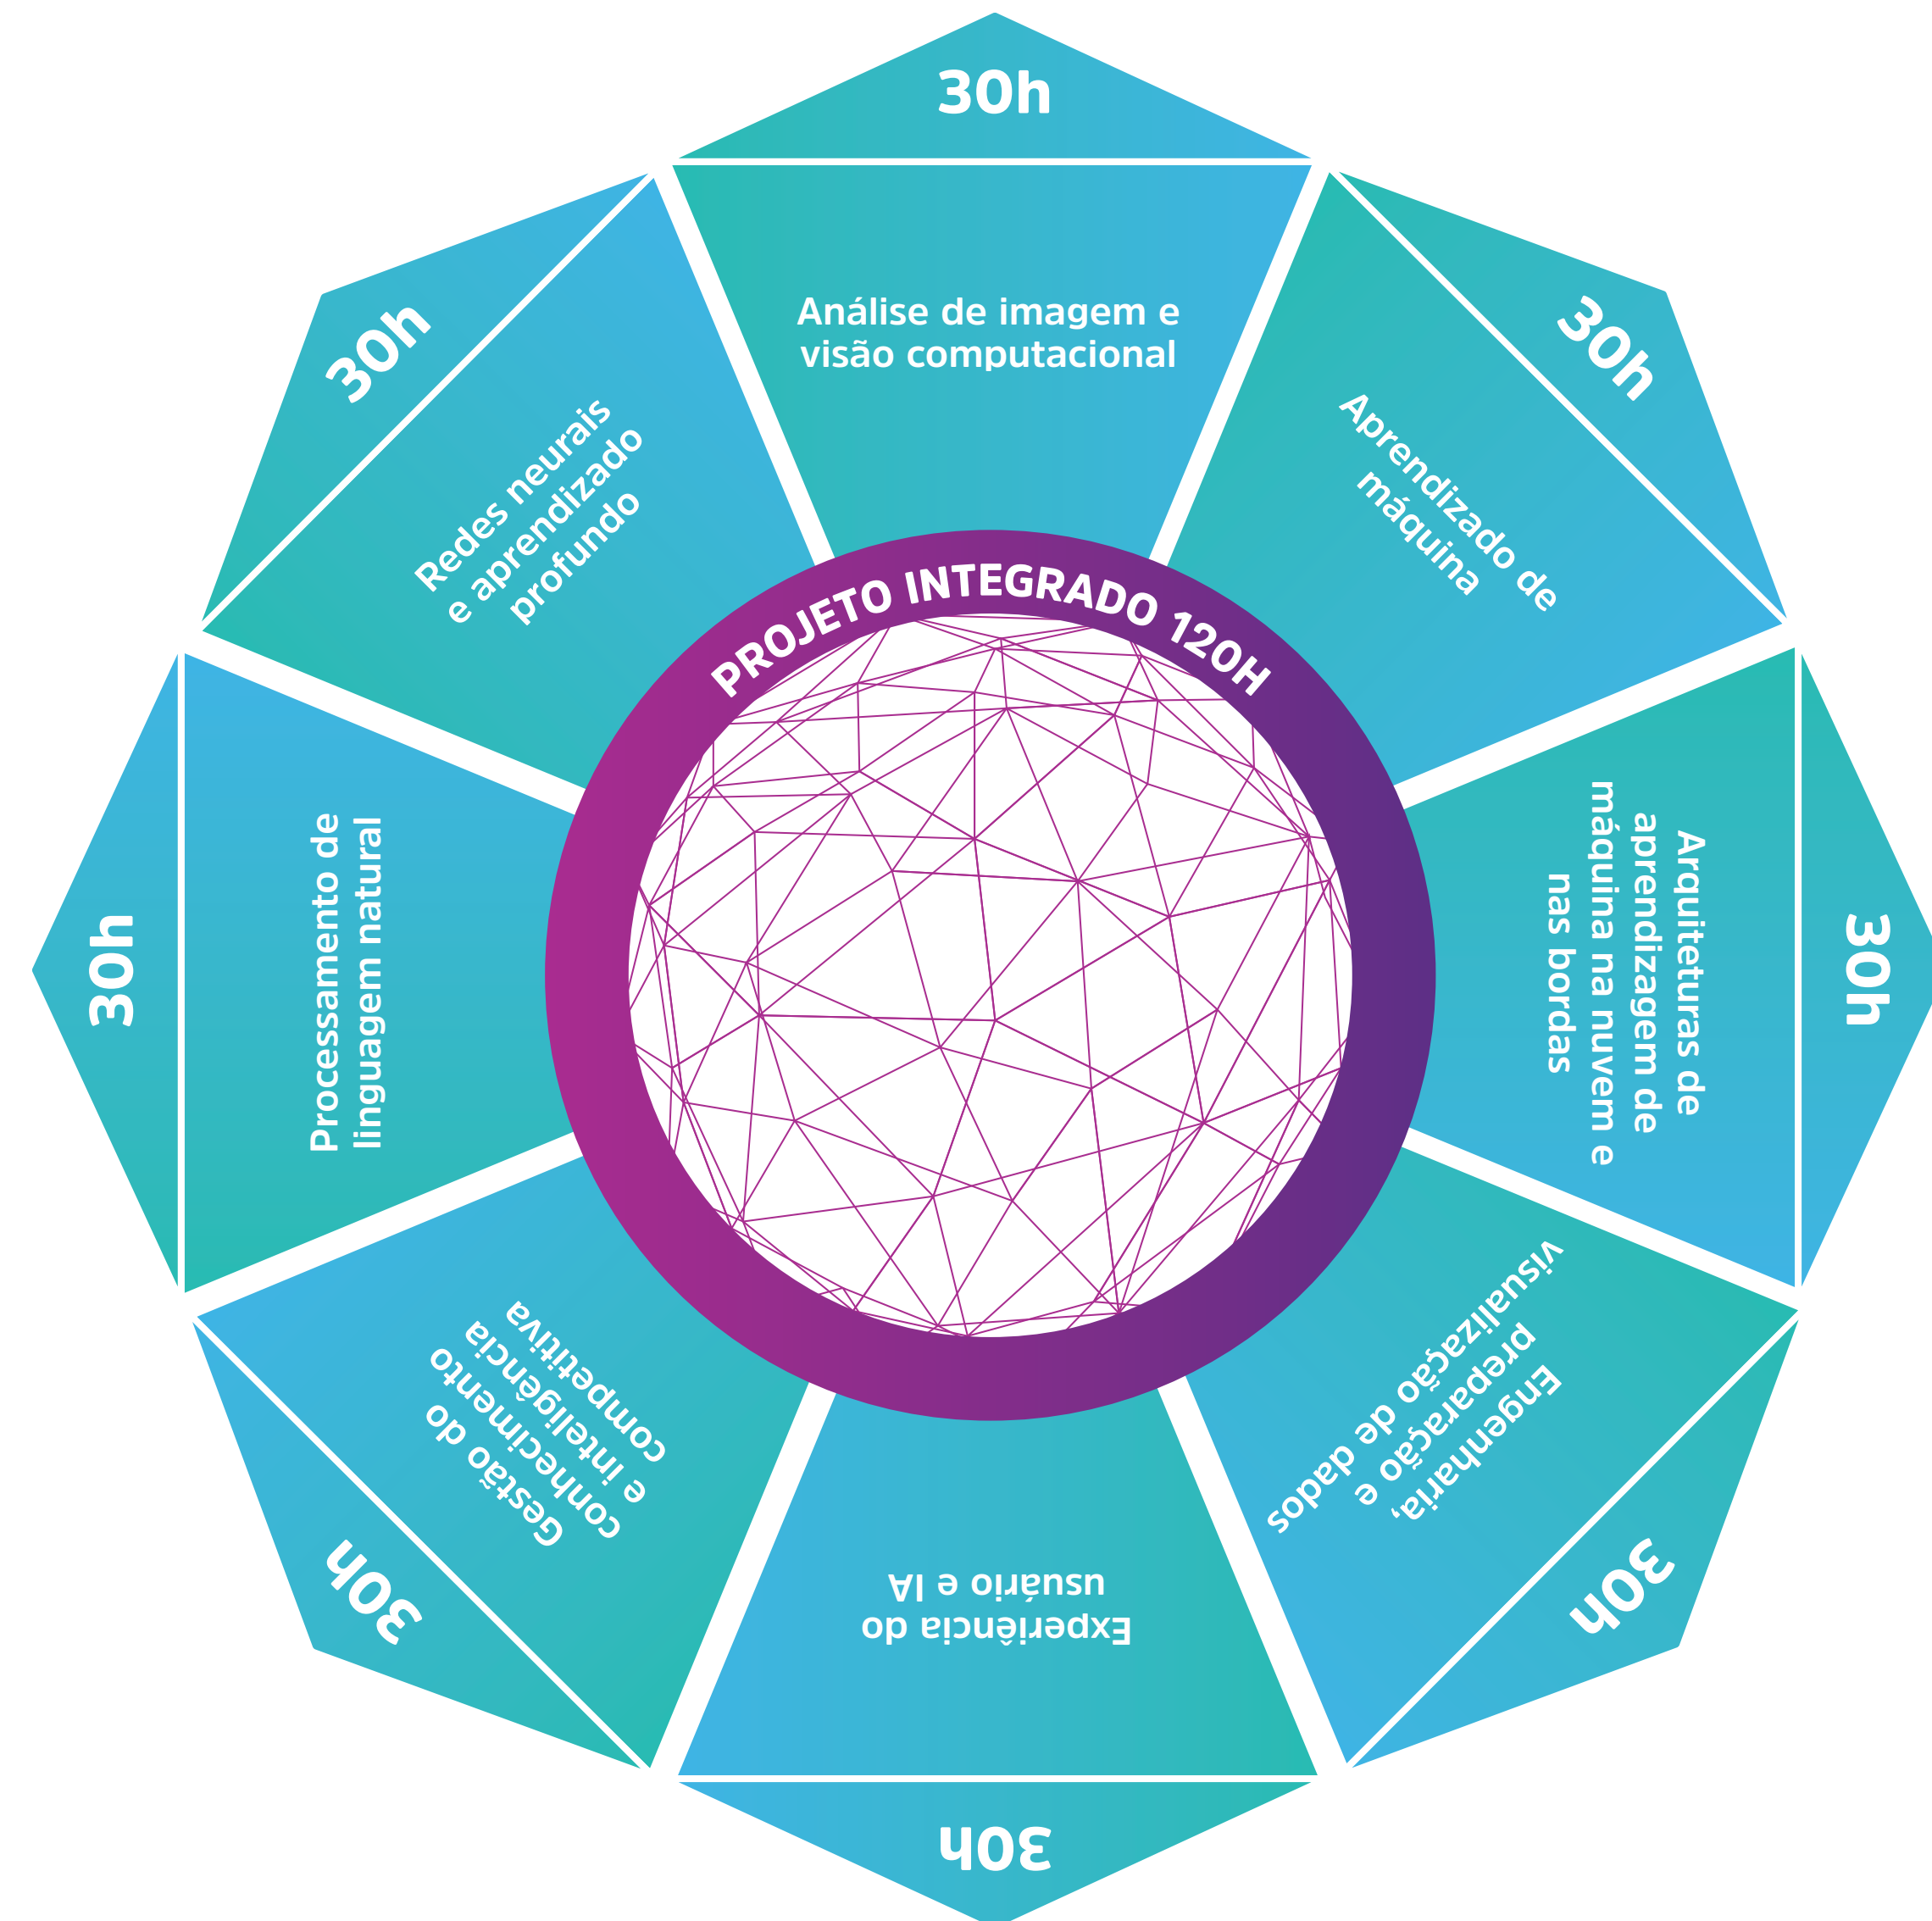 30h
Análise de imagem e
visão computacional
30h
Aprendizado de
máquina
30h
Arquiteturas de
aprendizagem de
máquina na nuvem e
nas bordas
30h
Engenharia,
preparação e
visualização de dados
30h
Experiência do
usuário e IA
30h
Gestão do
conhecimento
e inteligência
competitiva
30h
Processamento de
linguagem natural
30h
Redes neurais
e aprendizado
profundo
PROJETO INTEGRADO 120H